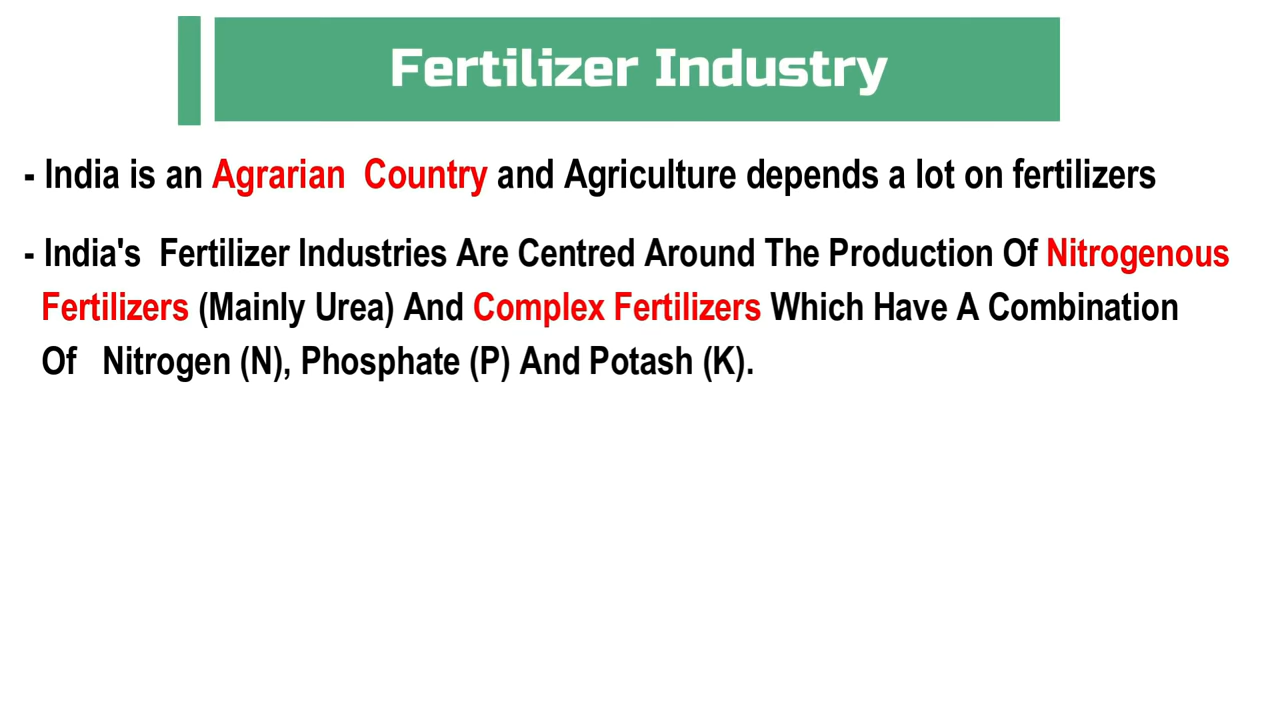 Fertilizer Industry
- India is an Agrarian  Country and Agriculture depends a lot on fertilizers
- India's  Fertilizer Industries Are Centred Around The Production Of Nitrogenous
Fertilizers (Mainly Urea) And Complex Fertilizers Which Have A Combination
Of   Nitrogen (N), Phosphate (P) And Potash (K).